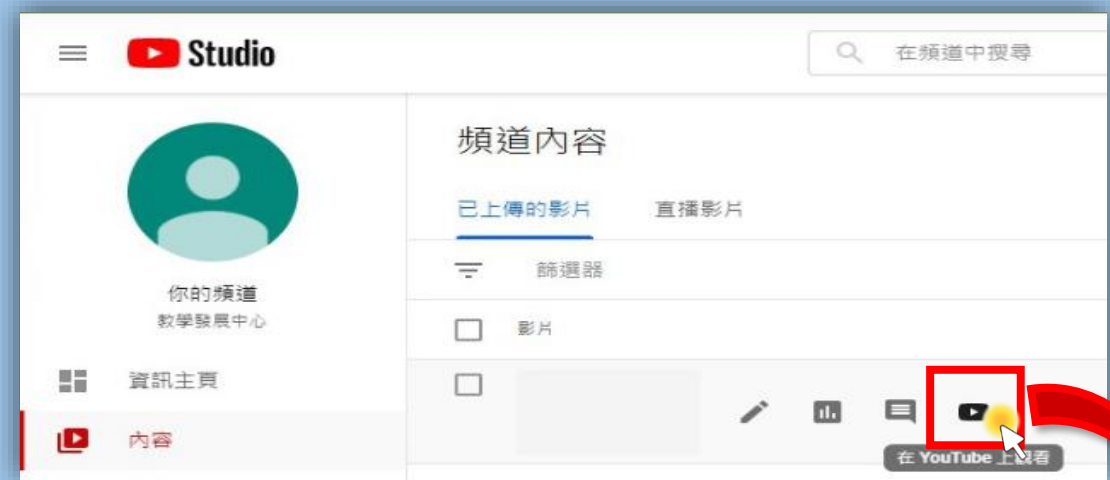 Studio
在頻道中搜尋
你的頻道
教學發展中心
資訊主頁
內容
頻道內容
已上傳的影片
直播影片
篩選器
影片
在 YouTube 上觀看